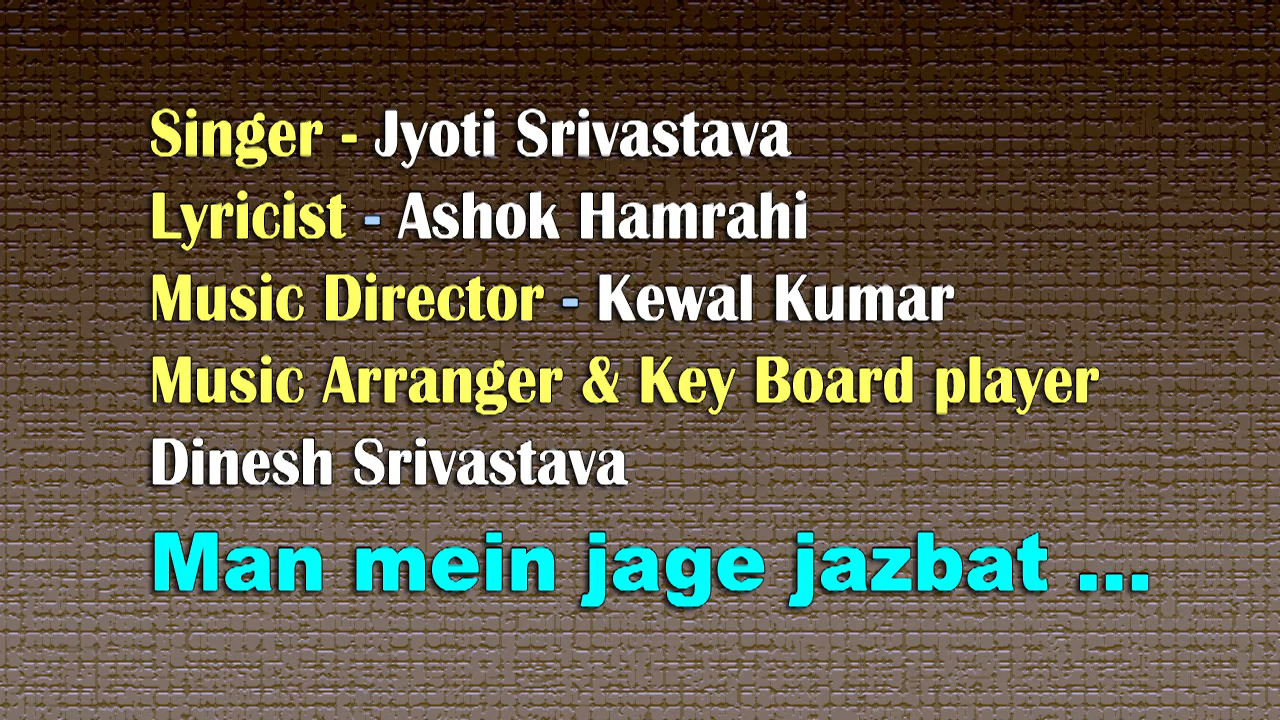 Singer - Jyoti Srivastava
Lyricist - Ashok Hamrahi
Music Director - Kewal Kumar
Music Arranger & Key Board player
Dinesh Srivastava
Man mein jage jazbat ...